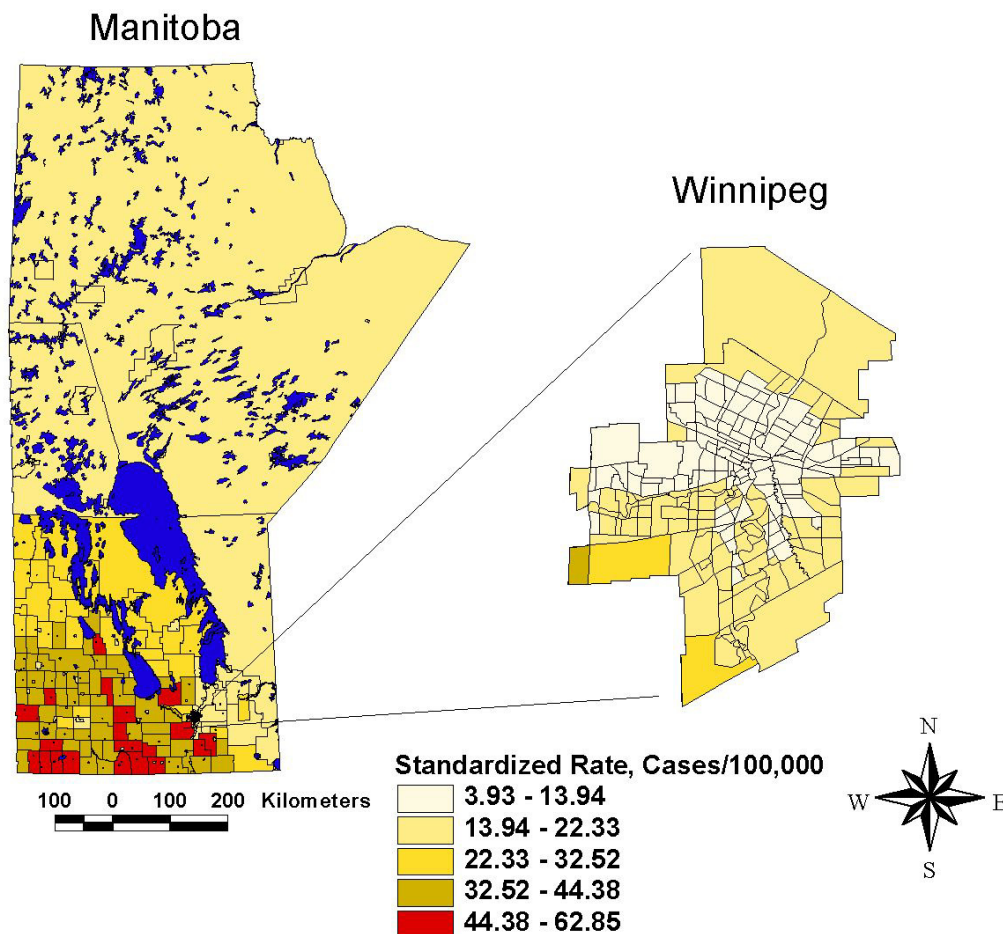 Manitoba
Winnipeg
N
W E
S
Standardized Rate, Cases/100,000
3.93 - 13.94
13.94 - 22.33
22.33 - 32.52
32.52 - 44.38
44.38 - 62.85
100 0 100 200 Kilometers